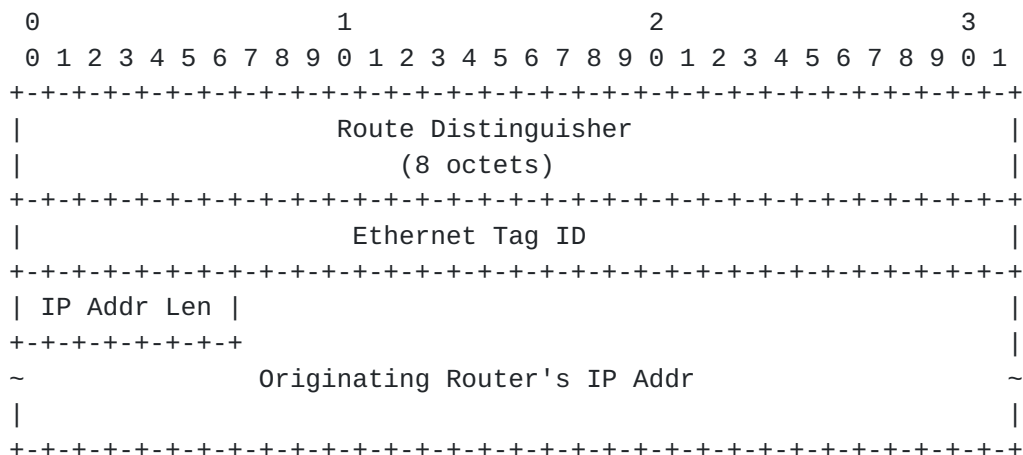 0                   1                   2                   3
 0 1 2 3 4 5 6 7 8 9 0 1 2 3 4 5 6 7 8 9 0 1 2 3 4 5 6 7 8 9 0 1
+-+-+-+-+-+-+-+-+-+-+-+-+-+-+-+-+-+-+-+-+-+-+-+-+-+-+-+-+-+-+-+-+
|                    Route Distinguisher                        |
|                        (8 octets)                             |
+-+-+-+-+-+-+-+-+-+-+-+-+-+-+-+-+-+-+-+-+-+-+-+-+-+-+-+-+-+-+-+-+
|                     Ethernet Tag ID                           |
+-+-+-+-+-+-+-+-+-+-+-+-+-+-+-+-+-+-+-+-+-+-+-+-+-+-+-+-+-+-+-+-+
| IP Addr Len |                                                 |
+-+-+-+-+-+-+-+                                                 |
~               Originating Router's IP Addr                    ~
|                                                               |
+-+-+-+-+-+-+-+-+-+-+-+-+-+-+-+-+-+-+-+-+-+-+-+-+-+-+-+-+-+-+-+-+